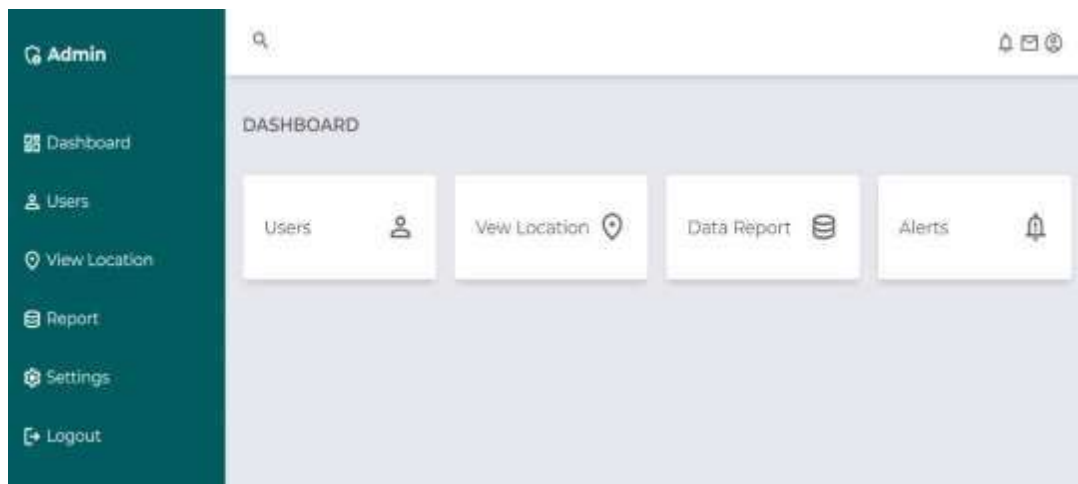 Admin
Dashboard
Users
View Location
Report
Settings
Logout
DASHBOARD
Users
Vew Location
Data Report
Alerts